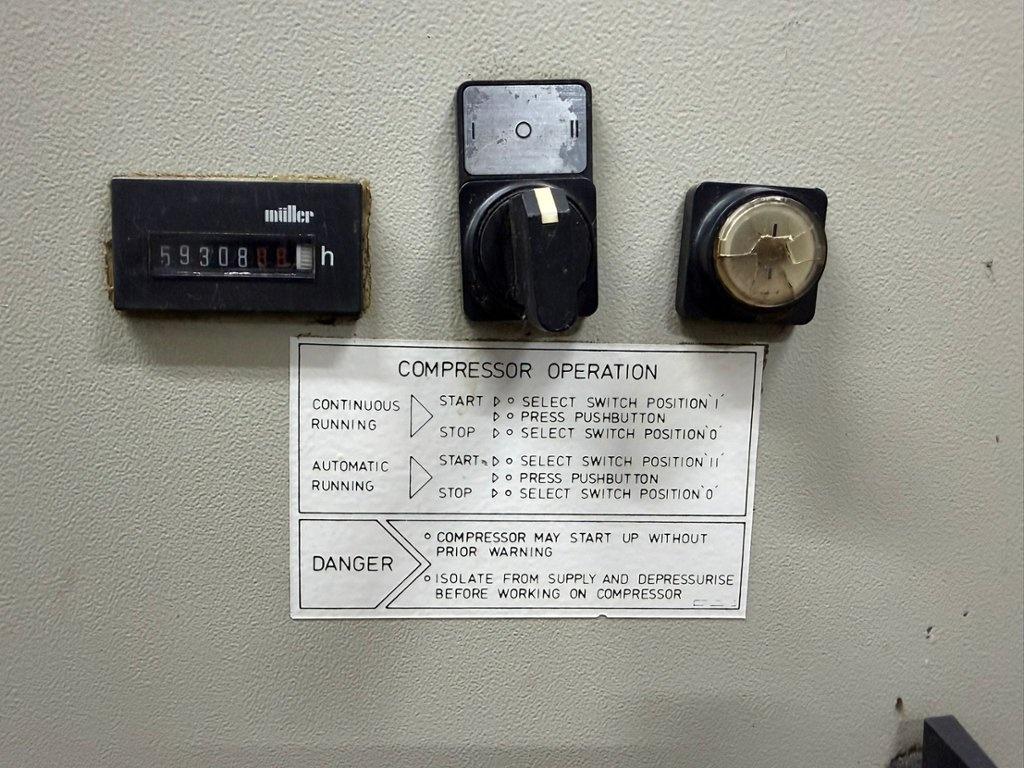 müller
59308 h
I O II
COMPRESSOR OPERATION
CONTINUOUS RUNNING
START ▷ o SELECT SWITCH POSITION`I´
▷ o PRESS PUSHBUTTON
STOP ▷ o SELECT SWITCH POSITION`O´
AUTOMATIC RUNNING
START ▷ o SELECT SWITCH POSITION`II´
▷ o PRESS PUSHBUTTON
STOP ▷ o SELECT SWITCH POSITION`O´
DANGER
o COMPRESSOR MAY START UP WITHOUT
PRIOR WARNING
o ISOLATE FROM SUPPLY AND DEPRESSURISE
BEFORE WORKING ON COMPRESSOR